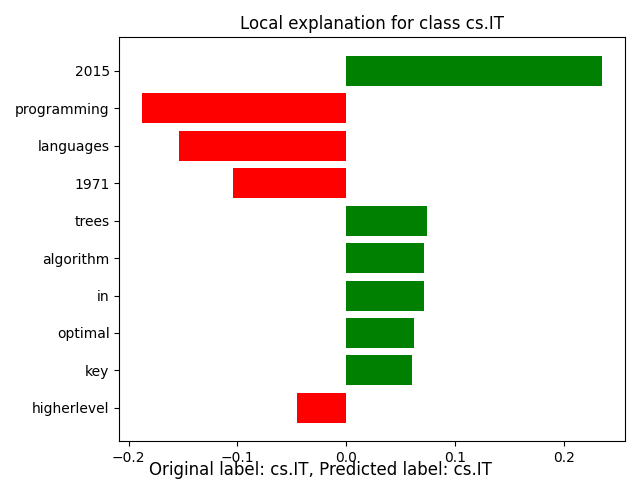 Local explanation for class cs.IT
2015
programming
languages
1971
trees
algorithm
in
optimal
key
higherlevel
−0.2 −0.1 0.0 0.1 0.2
Original label: cs.IT, Predicted label: cs.IT